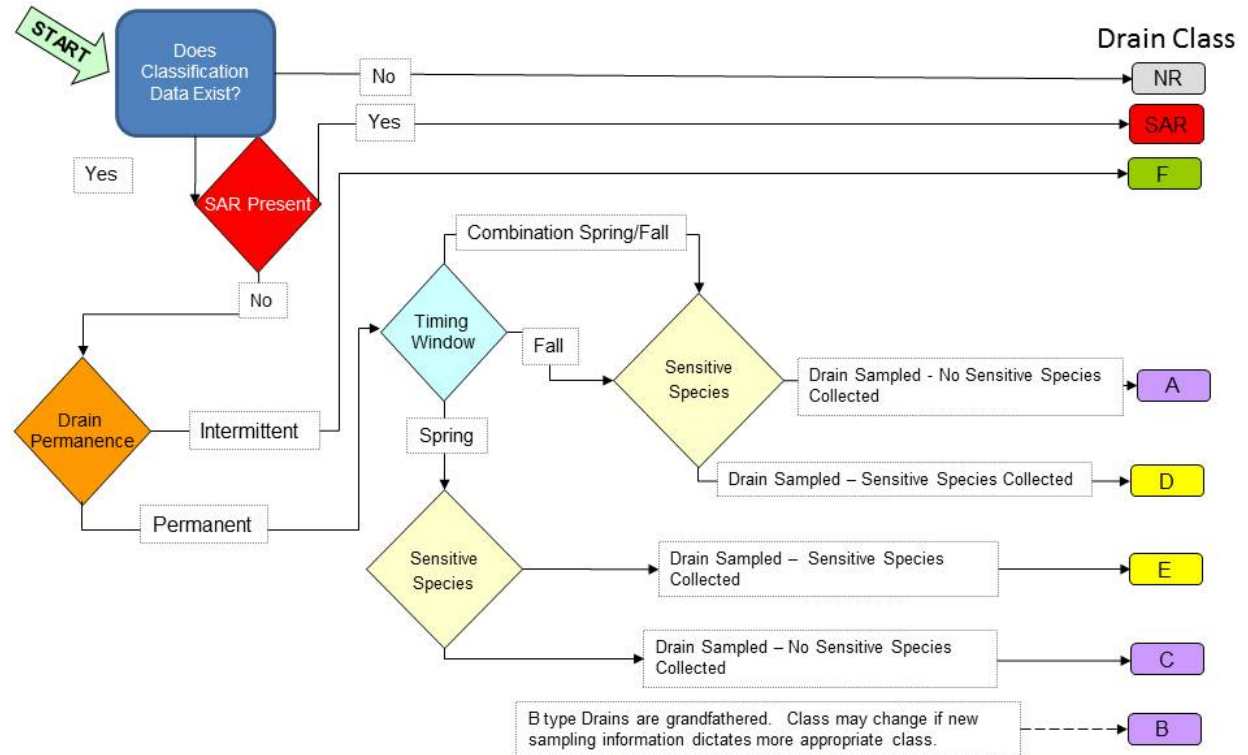 START
Does
Classification
Data Exist?
Drain Class
No
NR
Yes
SAR
Yes
SAR Present
F
Combination Spring/Fall
No
Timing
Window
Fall
Sensitive
Species
Drain Sampled - No Sensitive Species
Collected
A
Drain
Permanence
Intermittent
Spring
Drain Sampled – Sensitive Species Collected
D
Permanent
Sensitive
Species
Drain Sampled – Sensitive Species
Collected
E
Drain Sampled – No Sensitive Species
Collected
C
B type Drains are grandfathered. Class may change if new
sampling information dictates more appropriate class.
B